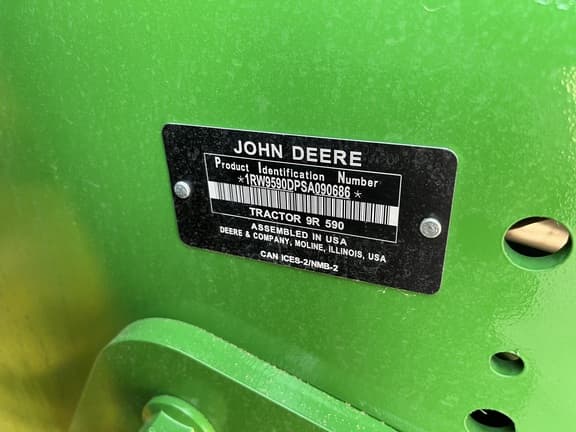 JOHN DEERE
Product Identification Number
*1RW9590DPSA090686*
TRACTOR 9R 590
ASSEMBLED IN USA
DEERE & COMPANY, MOLINE, ILLINOIS, USA
CAN ICES-2/NMB-2